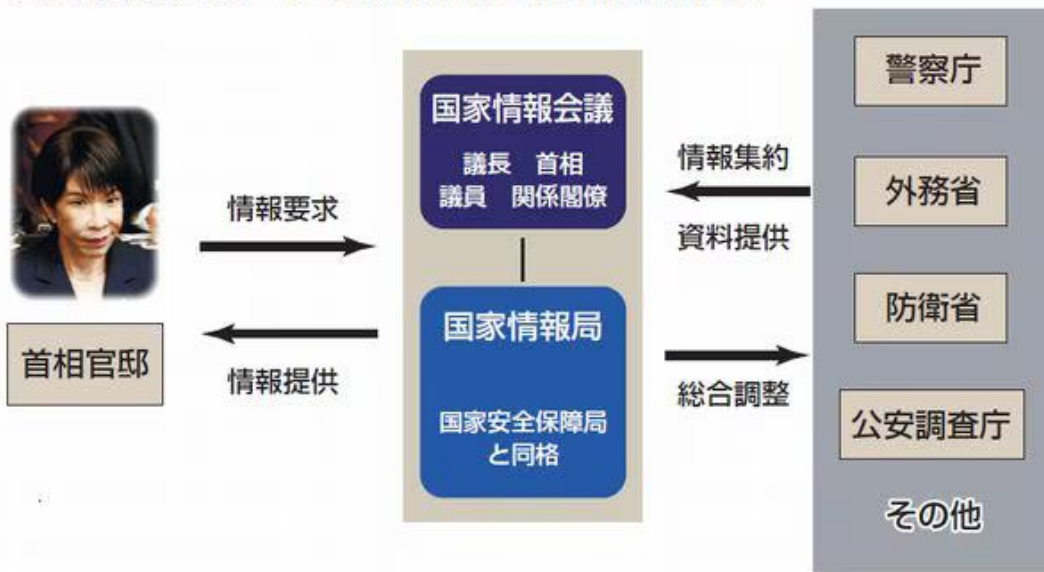 首相官邸
情報要求
情報提供
国家情報会議
議長　首相
議員　関係閣僚
国家情報局
国家安全保障局
と同格
情報集約
資料提供
総合調整
警察庁
外務省
防衛省
公安調査庁
その他